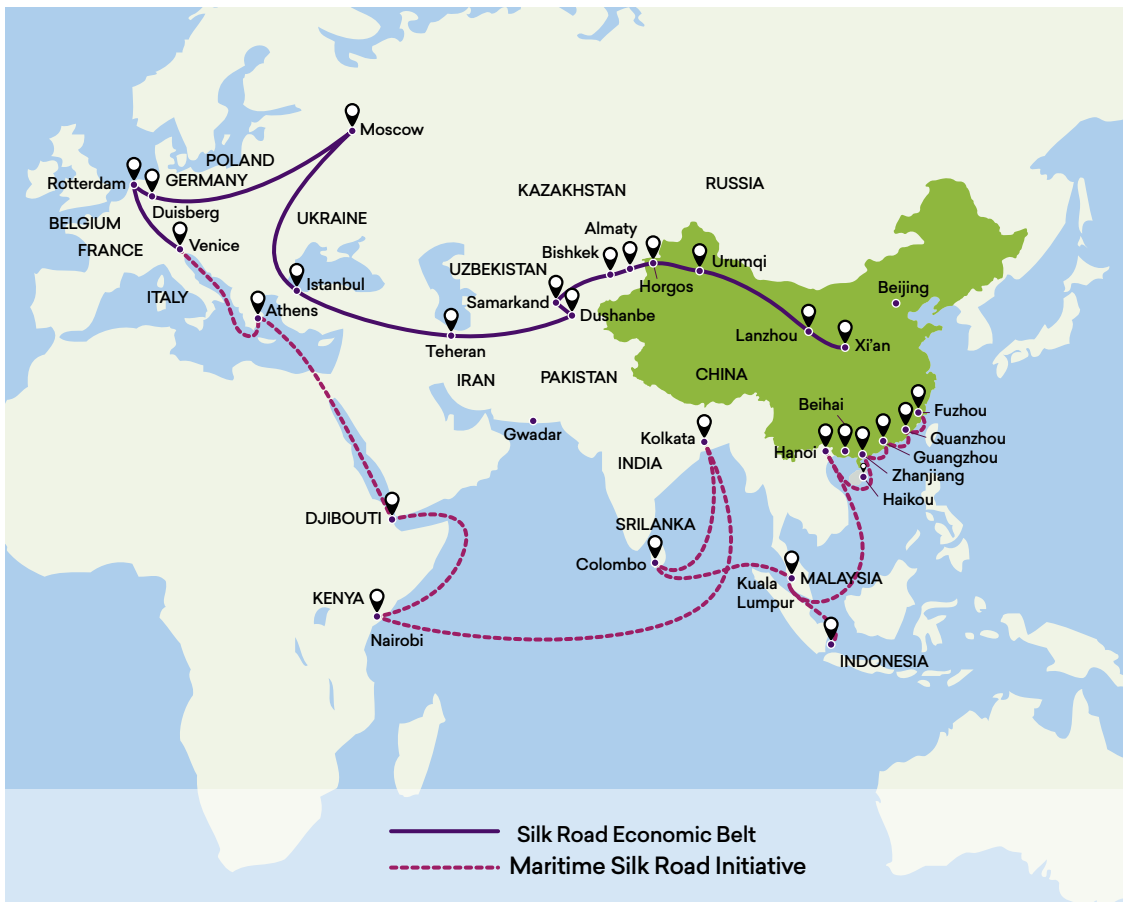 Moscow
POLAND
Rotterdam
GERMANY
Duisberg
BELGIUM
FRANCE
Venice
UKRAINE
ITALY
Istanbul
Athens
KAZAKHSTAN
RUSSIA
Almaty
Bishkek
UZBEKISTAN
Horgos
Urumqi
Samarkand
Dushanbe
Beijing
Teheran
Lanzhou
Xi'an
IRAN
PAKISTAN
CHINA
Beihai
Fuzhou
Gwadar
Kolkata
Quanzhou
Hanoi
Guangzhou
INDIA
Zhanjiang
Haikou
DJIBOUTI
SRILANKA
Colombo
MALAYSIA
Kuala
Lumpur
KENYA
Nairobi
INDONESIA
Silk Road Economic Belt
Maritime Silk Road Initiative